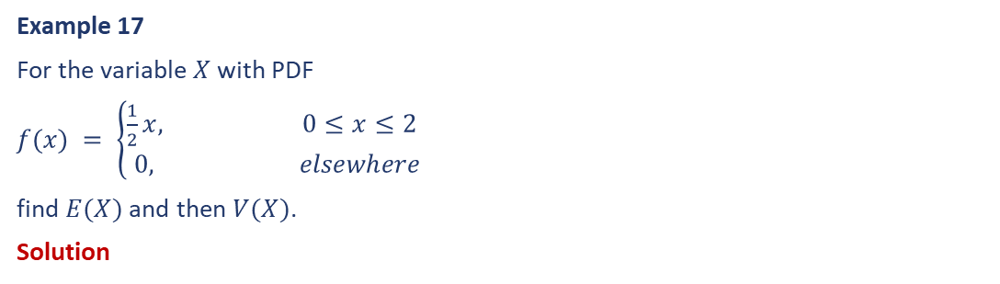 Example 17
For the variable X with PDF
f(x) = { 1/2 x, 0 ≤ x ≤ 2
0, elsewhere
find E(X) and then V(X).
Solution